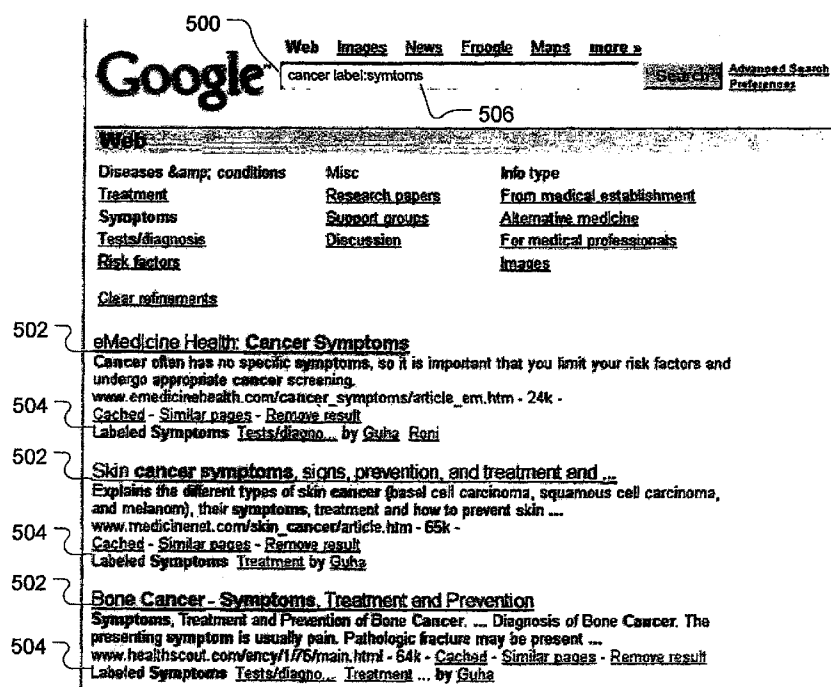 500
Web Images News Froogle Maps more »
Google™ cancer label:symtoms Search Advanced Search
Preferences
506
Web
Diseases &amp; conditions Misc Info type
Treatment Research papers From medical establishment
Symptoms Support groups Alternative medicine
Tests/diagnosis Discussion For medical professionals
Risk factors Images
Clear refinements
502
eMedicine Health: Cancer Symptoms
Cancer often has no specific symptoms, so it is important that you limit your risk factors and
undergo appropriate cancer screening.
www.emedicinehealth.com/cancer_symptoms/article_em.htm - 24k -
504
Cached - Similar pages - Remove result
Labeled Symptoms Tests/diagno... by Guha Roni
502
Skin cancer symptoms, signs, prevention, and treatment and ...
Explains the different types of skin cancer (basel cell carcinoma, squamous cell carcinoma,
and melanom), their symptoms, treatment and how to prevent skin ....
www.medicinenet.com/skin_cancer/article.htm - 65k -
504
Cached - Similar pages - Remove result
Labeled Symptoms Treatment by Guha
502
Bone Cancer - Symptoms, Treatment and Prevention
Symptoms, Treatment and Prevention of Bone Cancer. .... Diagnosis of Bone Cancer. The
presenting symptom is usually pain. Pathologic fracture may be present ....
504
www.healthscout.com/ency/1/76/main.html - 64k - Cached - Similar pages - Remove result
Labeled Symptoms Tests/diagno... Treatment ... by Guha